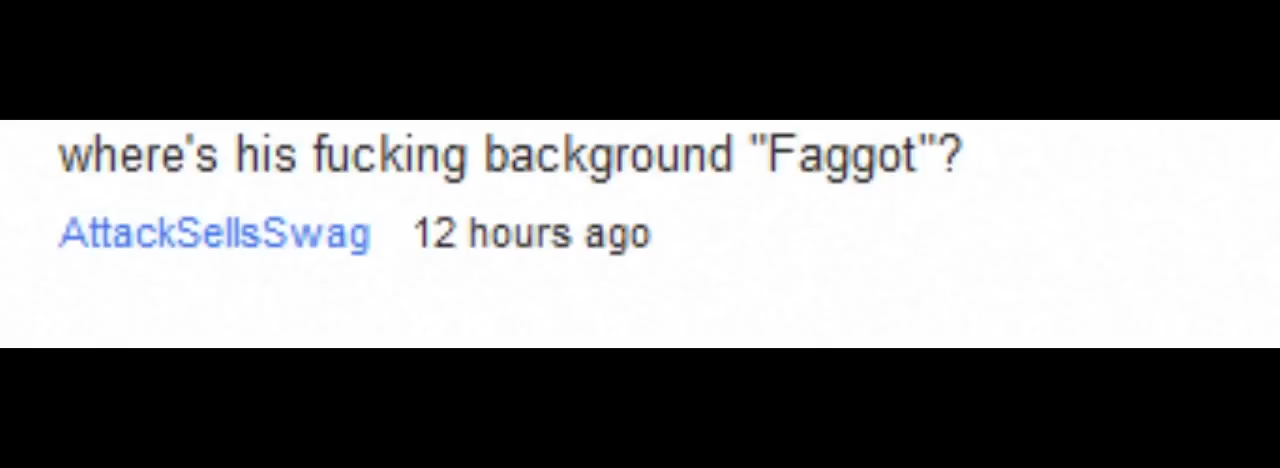 where's his fucking background "Faggot"?
AttackSellsSwag 12 hours ago